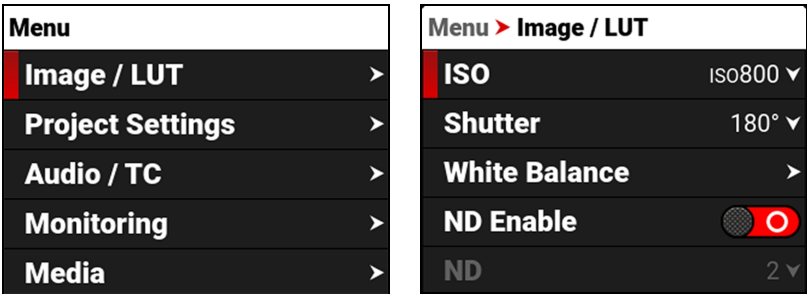 Menu
Image / LUT
Project Settings
Audio / TC
Monitoring
Media
Menu ➤ Image / LUT
ISO ISO800
Shutter 180°
White Balance
ND Enable
ND 2